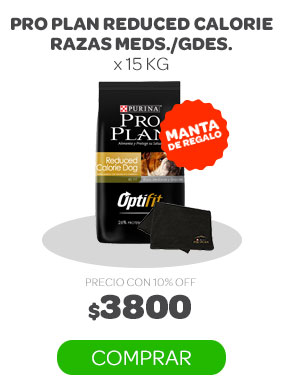 PRO PLAN REDUCED CALORIE
RAZAS MEDS./GDES.
x 15 KG
PURINA
PRO
PLAN
MANTA
DE REGALO
Reduced
Calorie Dog
Optifit
PRECIO CON 10% OFF
$3800
COMPRAR